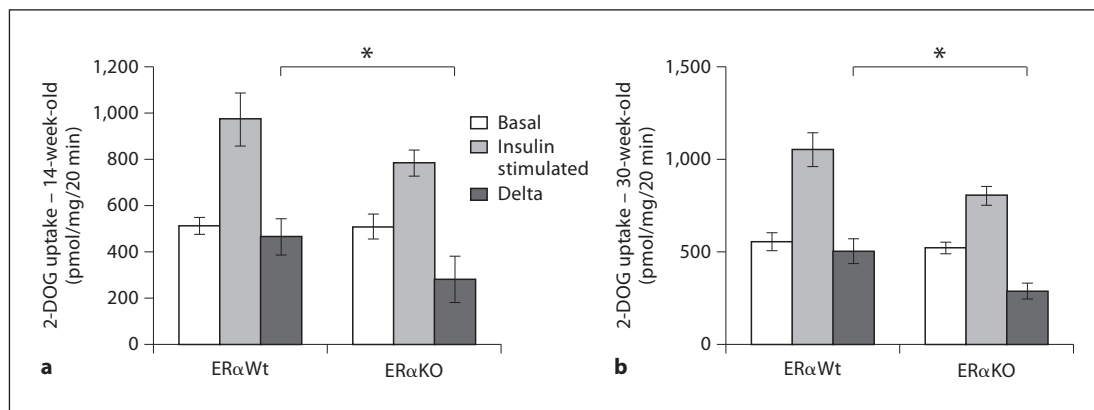 2-DOG uptake – 14-week-old
(pmol/mg/20 min)
1,200
1,000
800
600
400
200
0
*
Basal
Insulin
stimulated
Delta
ERαWt
ERαKO
a
2-DOG uptake – 30-week-old
(pmol/mg/20 min)
1,500
1,000
500
0
*
ERαWt
ERαKO
b